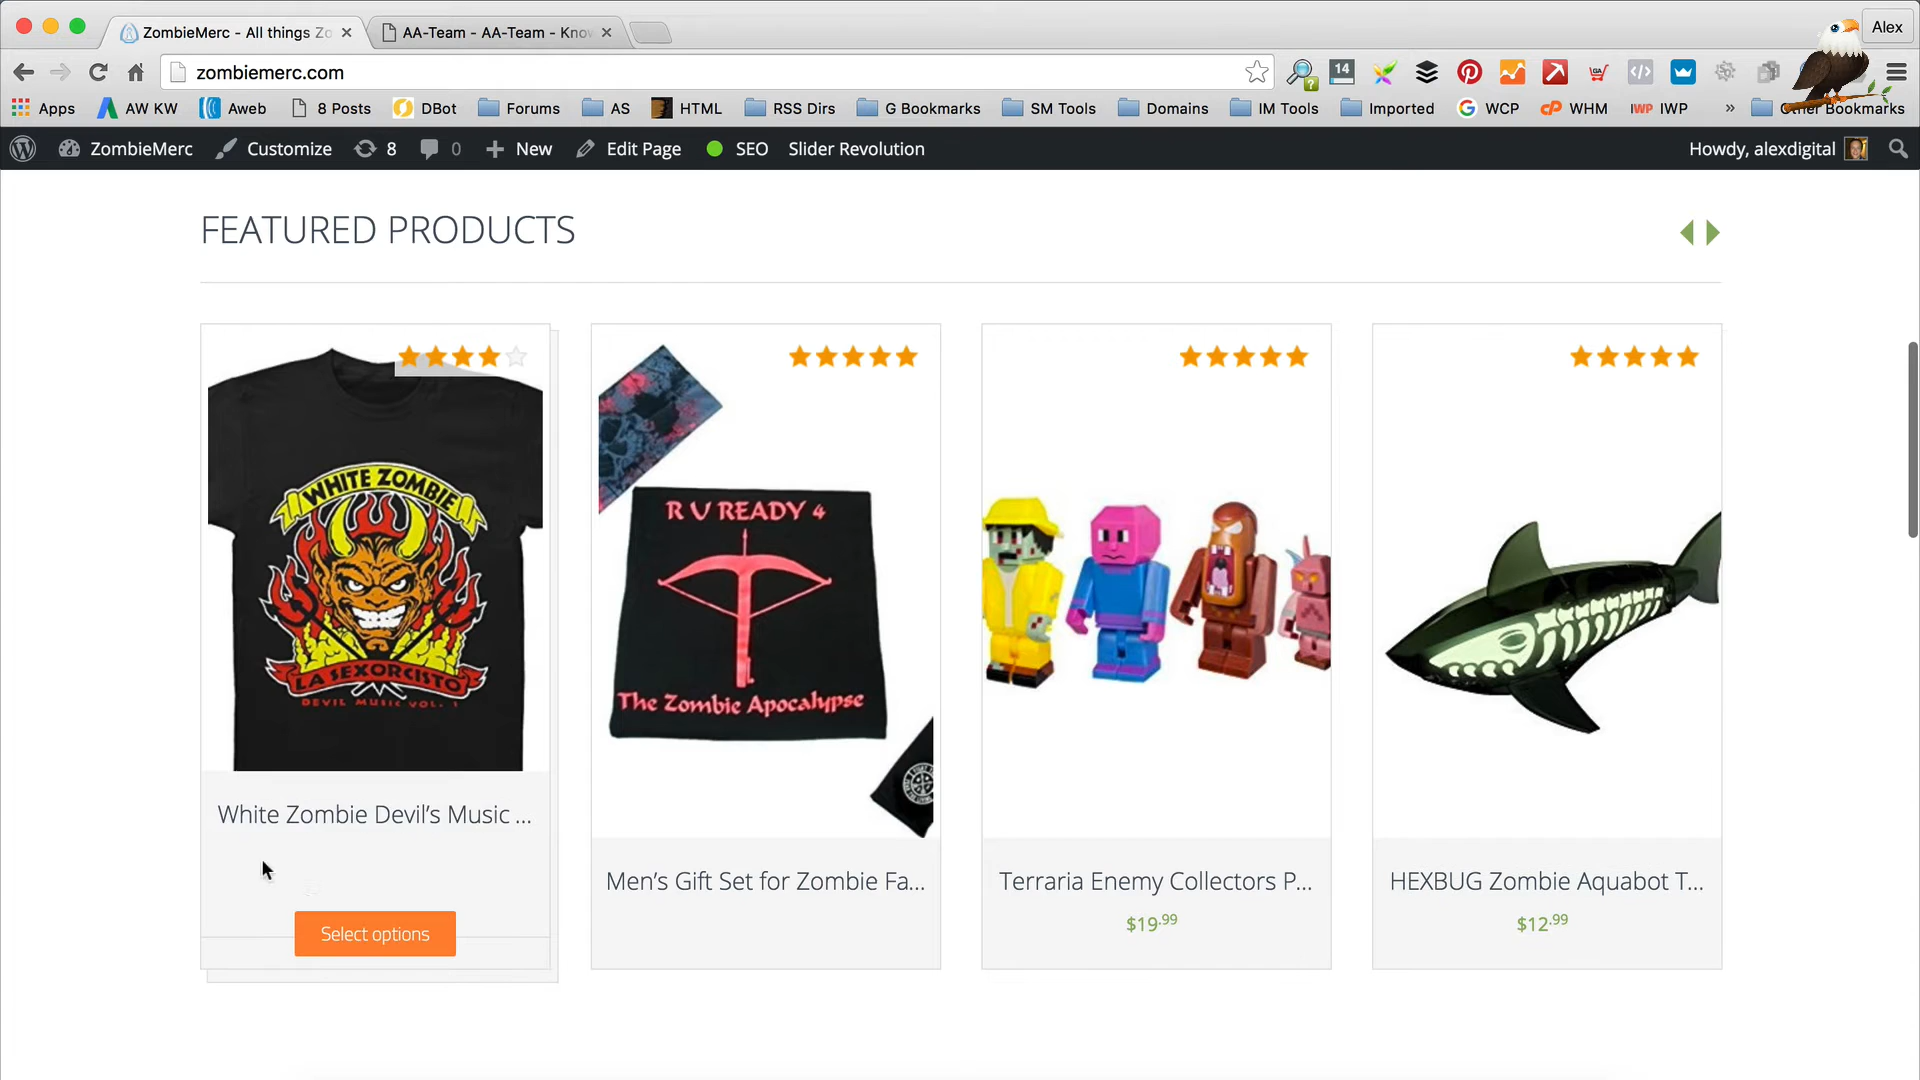 ZombieMerc - All things Zo
AA-Team - AA-Team - Know
Alex
zombiemerc.com
14
Apps
AW KW
Aweb
8 Posts
DBot
Forums
AS
HTML
RSS Dirs
G Bookmarks
SM Tools
Domains
IM Tools
Imported
WCP
WHM
IWP
IWP
»
Other Bookmarks
ZombieMerc
Customize
8
0
New
Edit Page
SEO
Slider Revolution
Howdy, alexdigital
FEATURED PRODUCTS
WHITE ZOMBIE
LA SEXORCISTO
DEVIL MUSIC VOL. 1
R U READY 4
The Zombie Apocalypse
White Zombie Devil’s Music ...
Select options
Men’s Gift Set for Zombie Fa...
Terraria Enemy Collectors P...
$19.99
HEXBUG Zombie Aquabot T...
$12.99